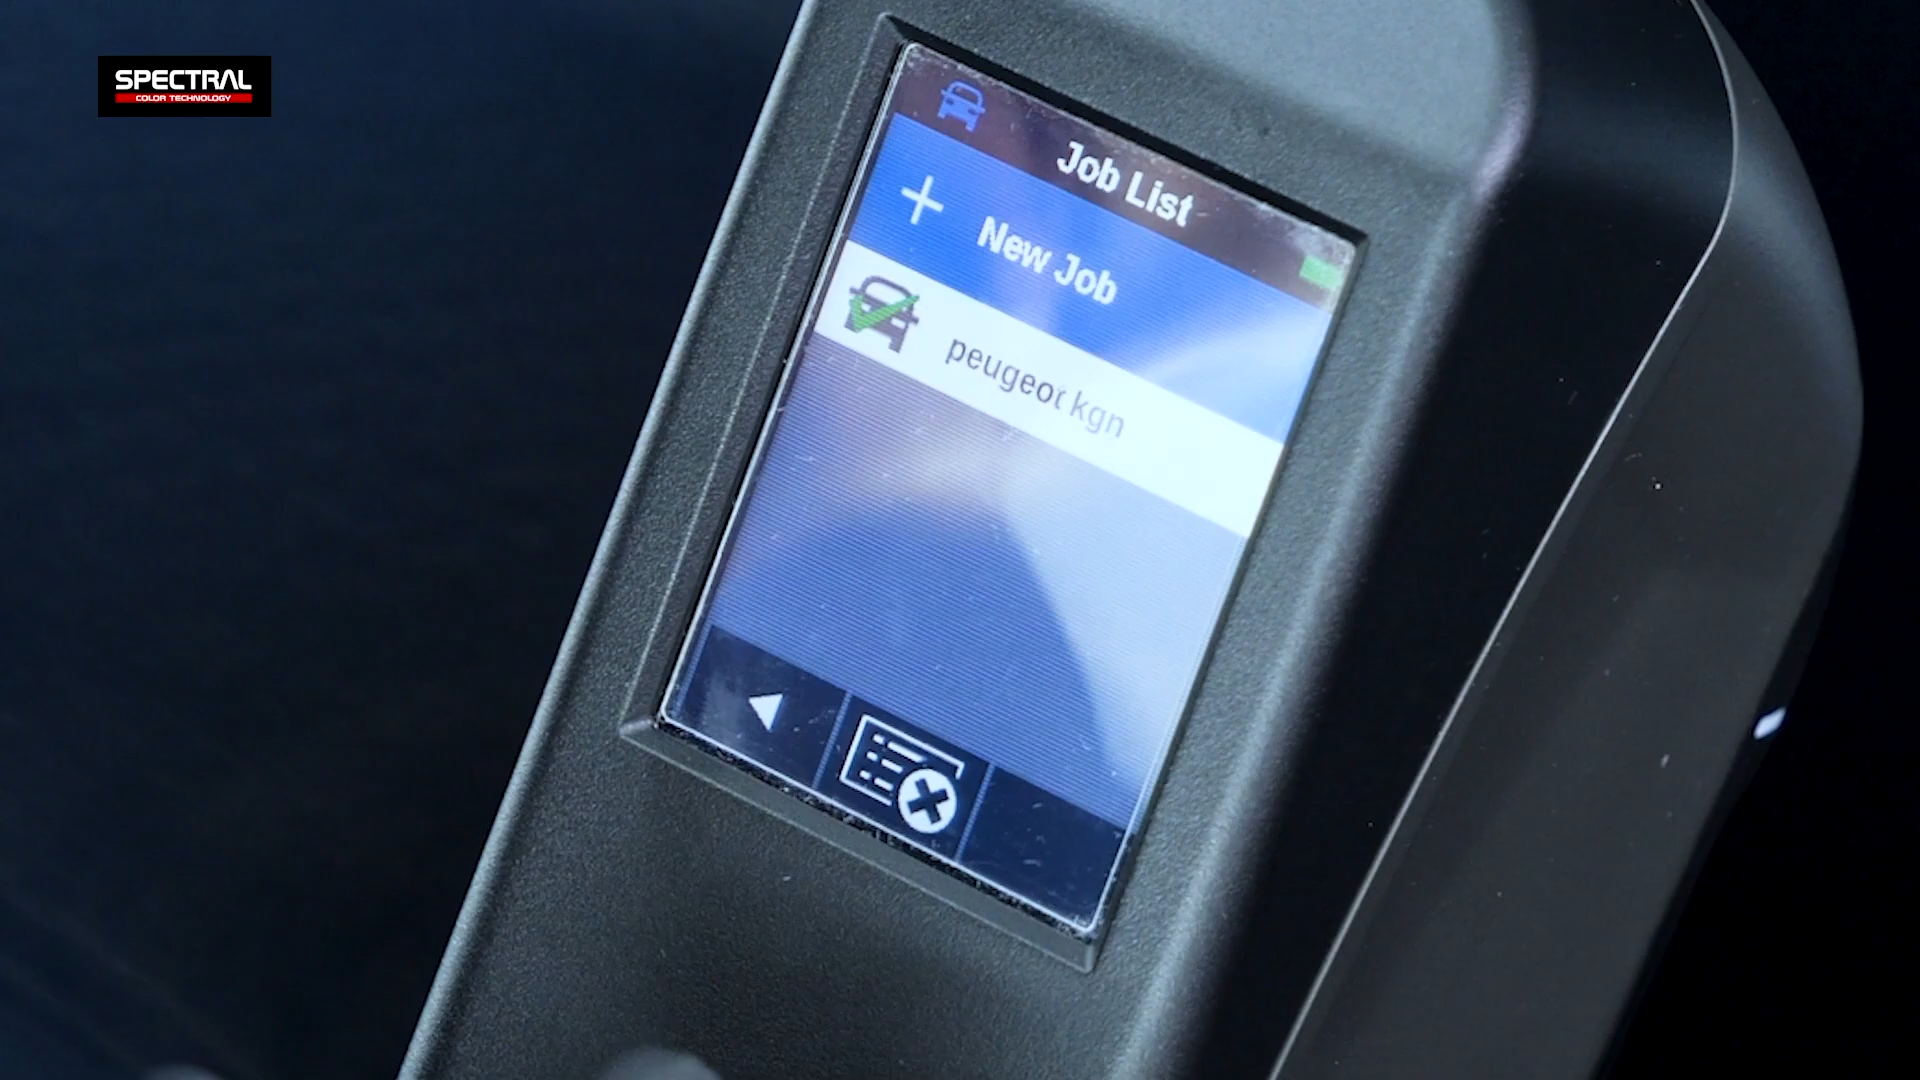 SPECTRAL
COLOR TECHNOLOGY
Job List
New Job
peugeot kgn